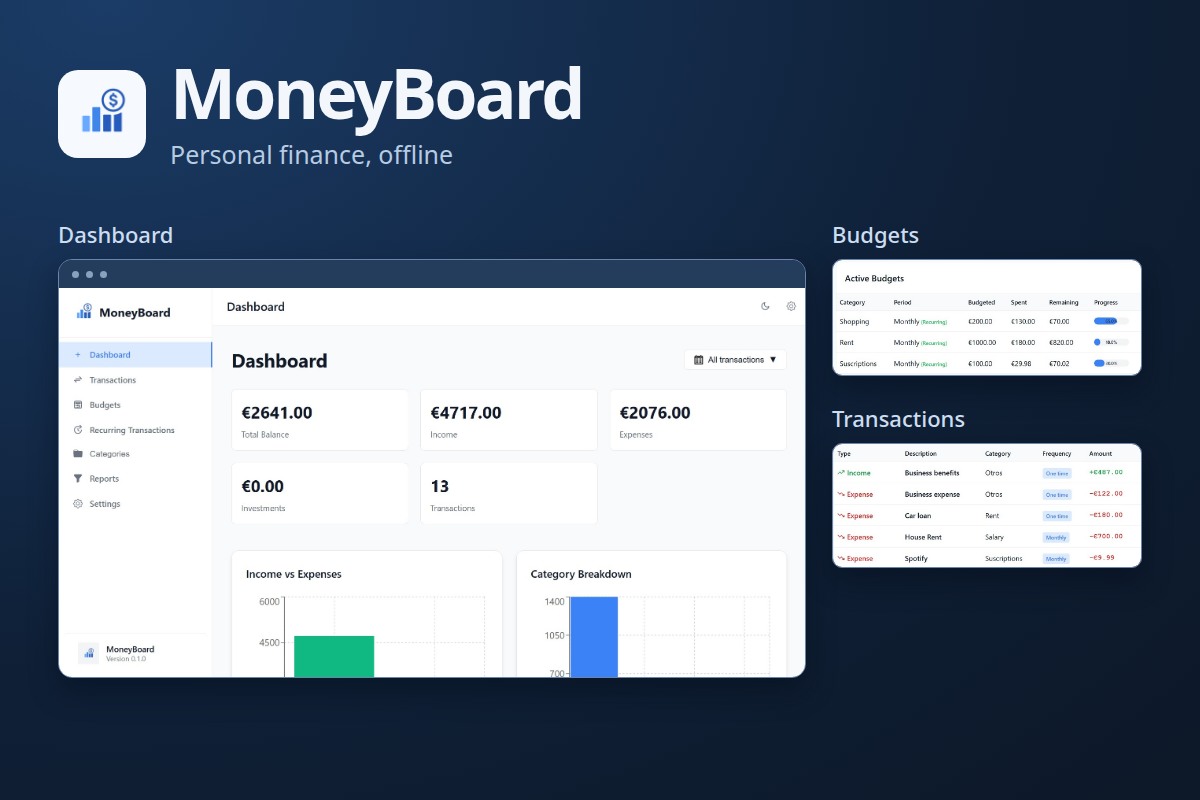 MoneyBoard
Personal finance, offline
Dashboard
MoneyBoard
Dashboard
Transactions
Budgets
Recurring Transactions
Categories
Reports
Settings
MoneyBoard
Version 0.1.0
Dashboard
Dashboard
All transactions ▼
€2641.00
Total Balance
€4717.00
Income
€2076.00
Expenses
€0.00
Investments
13
Transactions
Income vs Expenses
6000
4500
Category Breakdown
1400
1050
700
Budgets
Active Budgets
Category Period Budgeted Spent Remaining Progress
Shopping Monthly (Recurring) €200.00 €130.00 €70.00
Rent Monthly (Recurring) €1000.00 €180.00 €820.00 18.0%
Suscriptions Monthly (Recurring) €100.00 €29.98 €70.02 30.0%
Transactions
Type Description Category Frequency Amount
Income Business benefits Otros One time +€487.00
Expense Business expense Otros One time -€122.00
Expense Car loan Rent One time -€180.00
Expense House Rent Salary Monthly -€700.00
Expense Spotify Suscriptions Monthly -€9.99